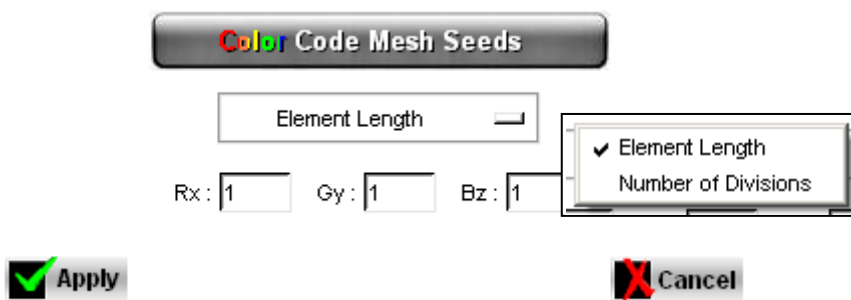 Color Code Mesh Seeds
Element Length
Element Length
Number of Divisions
Rx : 1 Gy : 1 Bz : 1
Apply Cancel